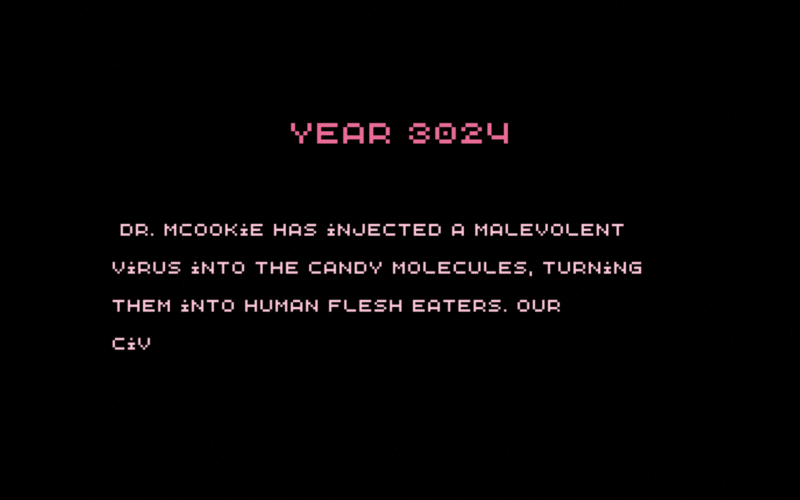 YEAR 3024
DR. MCOOKiE HAS iNJECTED A MALEVOLENT
ViRUS iNTO THE CANDY MOLECULES, TURNiNG
THEM iNTO HUMAN FLESH EATERS. OUR
CiV